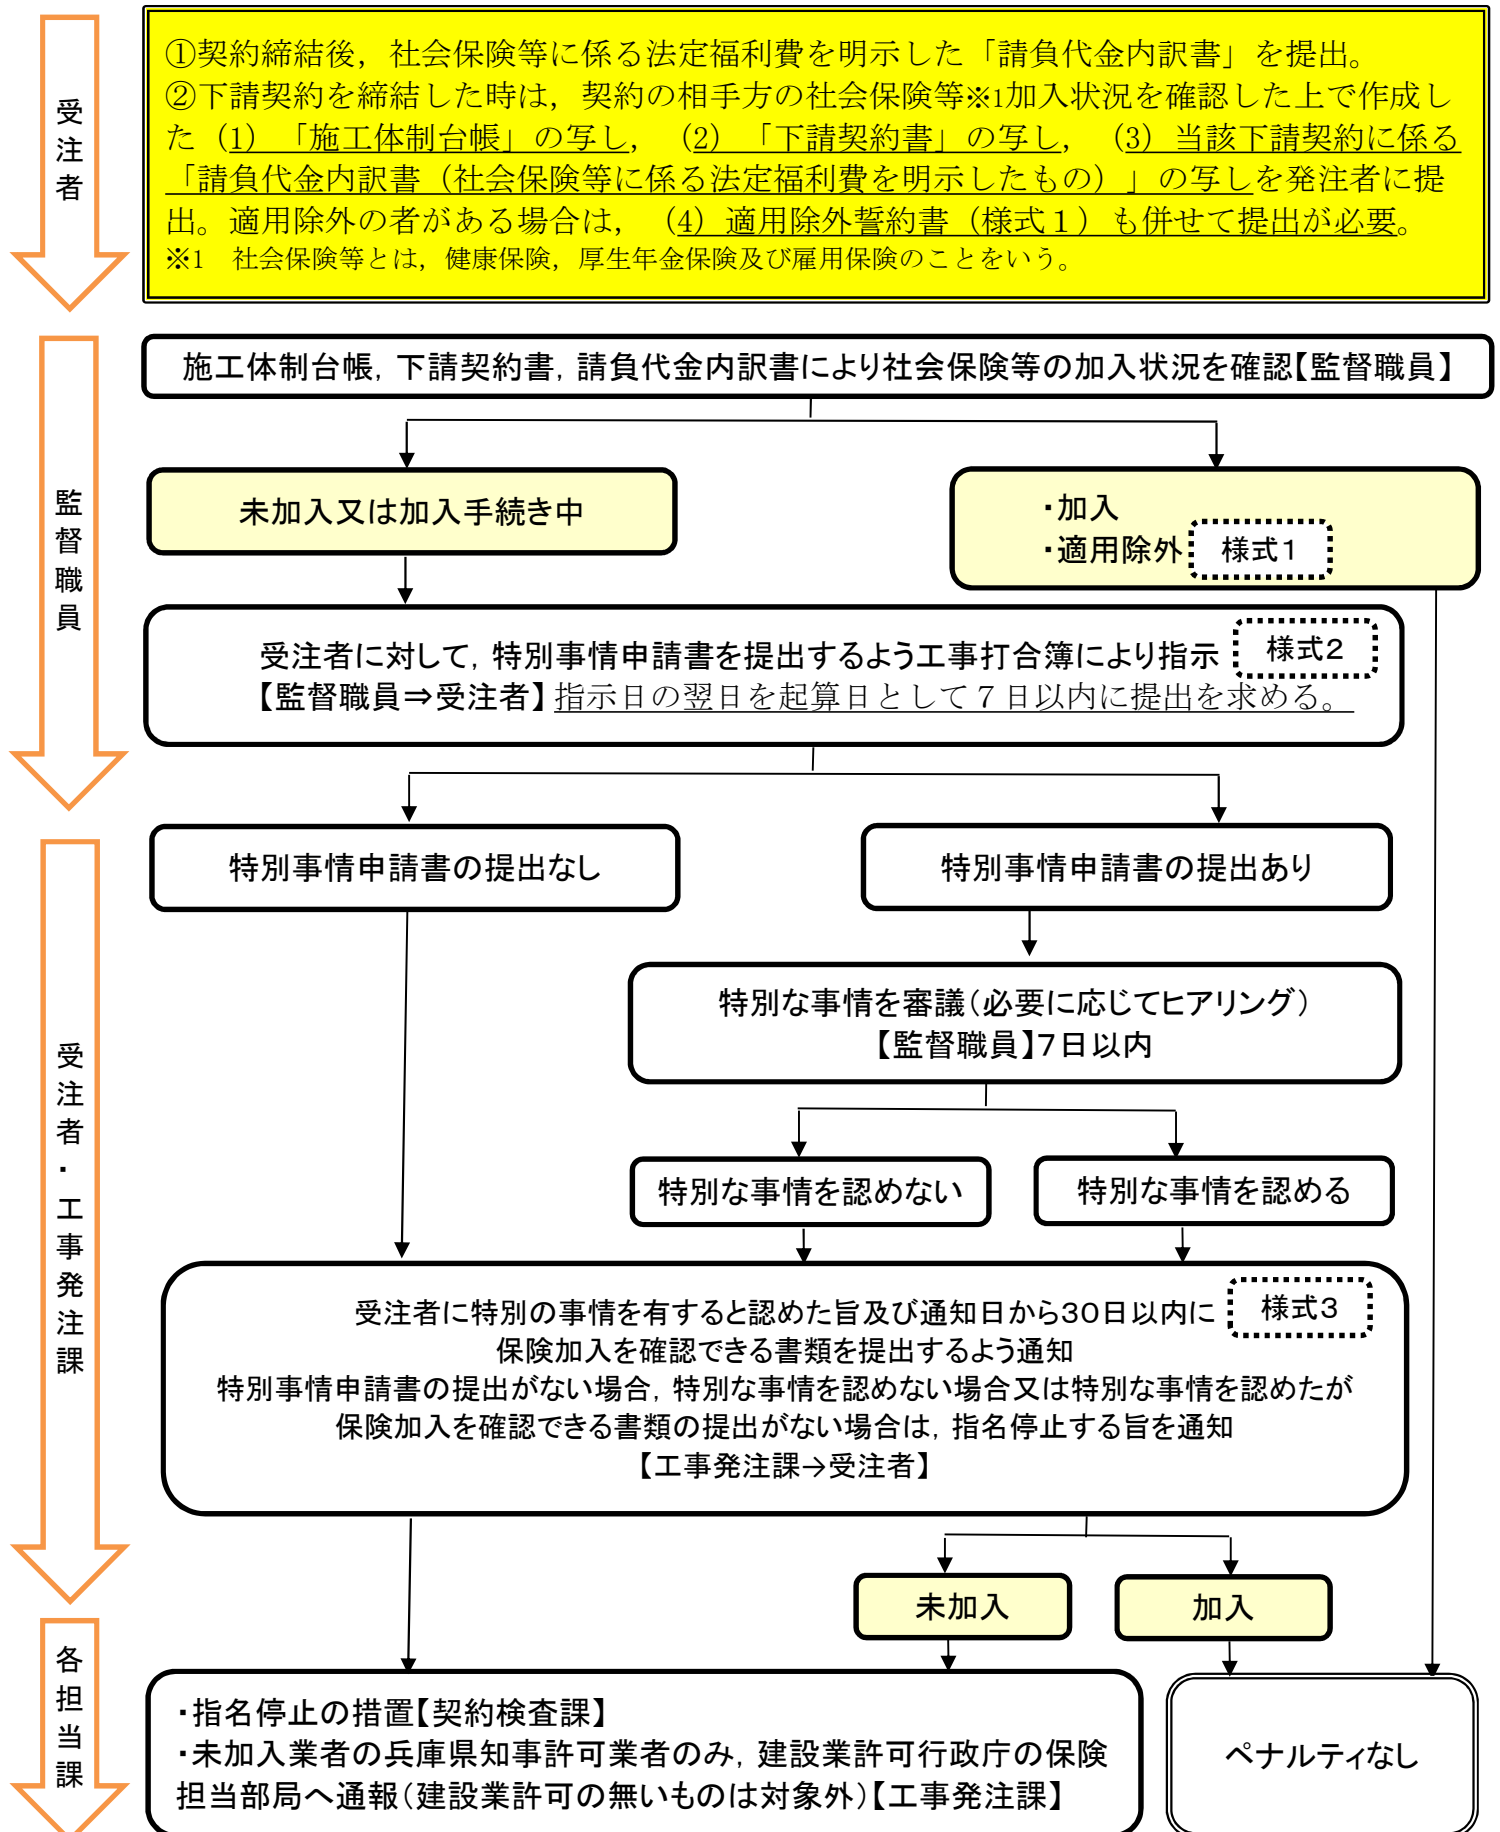 受注者
①契約締結後，社会保険等に係る法定福利費を明示した「請負代金内訳書」を提出。
②下請契約を締結した時は，契約の相手方の社会保険等※1加入状況を確認した上で作成し
た（1）「施工体制台帳」の写し，（2）「下請契約書」の写し，（3）当該下請契約に係る
「請負代金内訳書（社会保険等に係る法定福利費を明示したもの）」の写しを発注者に提
出。適用除外の者がある場合は，（4）適用除外誓約書（様式１）も併せて提出が必要。
※1　社会保険等とは，健康保険，厚生年金保険及び雇用保険のことをいう。
監督職員
施工体制台帳，下請契約書，請負代金内訳書により社会保険等の加入状況を確認【監督職員】
未加入又は加入手続き中
・加入
・適用除外 様式1
受注者に対して，特別事情申請書を提出するよう工事打合簿により指示 様式2
【監督職員⇒受注者】指示日の翌日を起算日として７日以内に提出を求める。
受注者・工事発注課
特別事情申請書の提出なし
特別事情申請書の提出あり
特別な事情を審議（必要に応じてヒアリング）
【監督職員】7日以内
特別な事情を認めない
特別な事情を認める
受注者に特別の事情を有すると認めた旨及び通知日から30日以内に 様式3
保険加入を確認できる書類を提出するよう通知
特別事情申請書の提出がない場合，特別な事情を認めない場合又は特別な事情を認めたが
保険加入を確認できる書類の提出がない場合は，指名停止する旨を通知
【工事発注課→受注者】
未加入
加入
各担当課
・指名停止の措置【契約検査課】
・未加入業者の兵庫県知事許可業者のみ，建設業許可行政庁の保険
担当部局へ通報（建設業許可の無いものは対象外）【工事発注課】
ペナルティなし